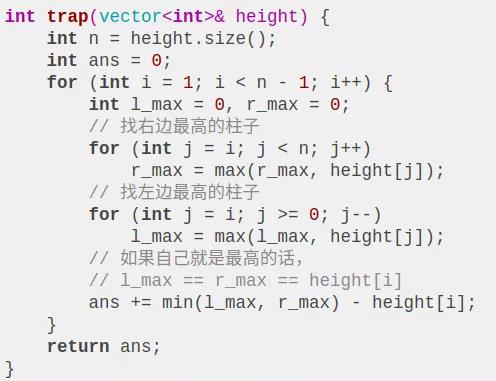 int trap(vector<int>& height) {
    int n = height.size();
    int ans = 0;
    for (int i = 1; i < n - 1; i++) {
        int l_max = 0, r_max = 0;
        // 找右边最高的柱子
        for (int j = i; j < n; j++)
            r_max = max(r_max, height[j]);
        // 找左边最高的柱子
        for (int j = i; j >= 0; j--)
            l_max = max(l_max, height[j]);
        // 如果自己就是最高的话，
        // l_max == r_max == height[i]
        ans += min(l_max, r_max) - height[i];
    }
    return ans;
}